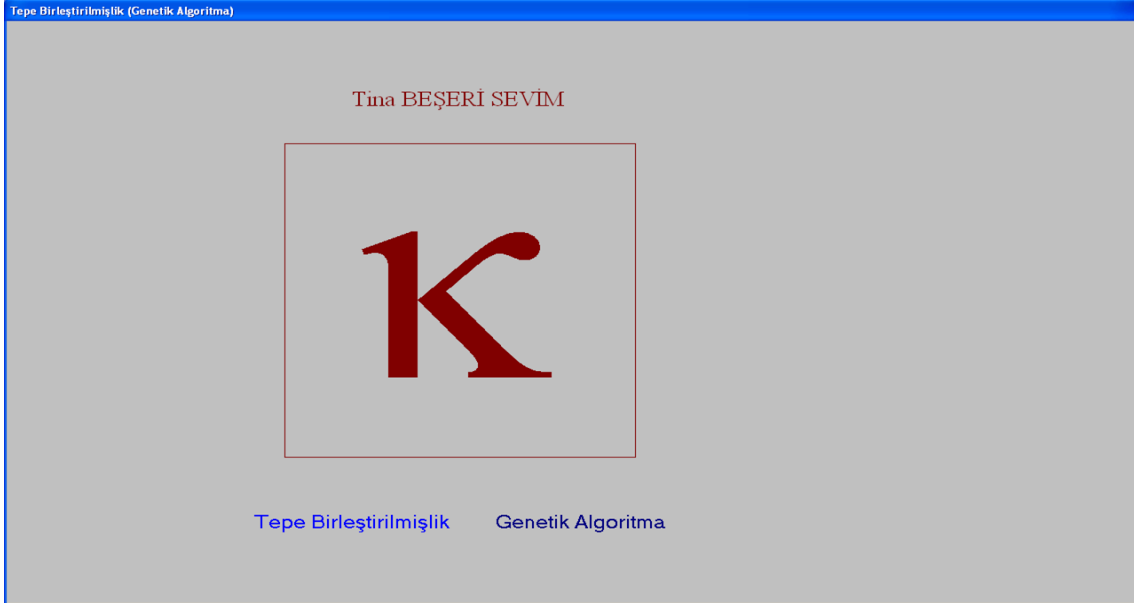 Tepe Birleştirilmişlik (Genetik Algoritma)
Tina BEŞERİ SEVİM
κ
Tepe Birleştirilmişlik Genetik Algoritma